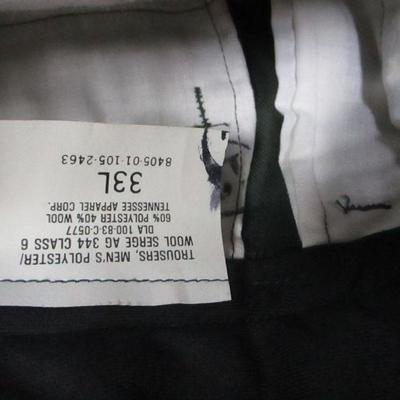 TROUSERS, MEN'S POLYESTER/
WOOL SERGE AG 344 CLASS 6
DLA 100-83-C-0577
60% POLYESTER 40% WOOL
TENNESSEE APPAREL CORP.
33L
8405-01-105-2463